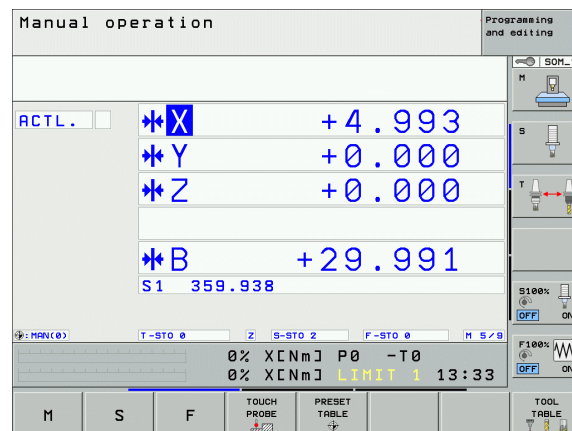 Manual operation
Programming
and editing
SOM_
M
ACTL.
X +4.993
S
Y +0.000
Z +0.000
T
B +29.991
S1 359.938
S100%
OFF ON
:MAN(0) T-STO 0 Z S-STO 2 F-STO 0 M 5/9
0% X[Nm] P0 -T0
0% X[Nm] LIMIT 1 13:33
F100%
OFF ON
M
S
F
TOUCH
PROBE
PRESET
TABLE
TOOL
TABLE